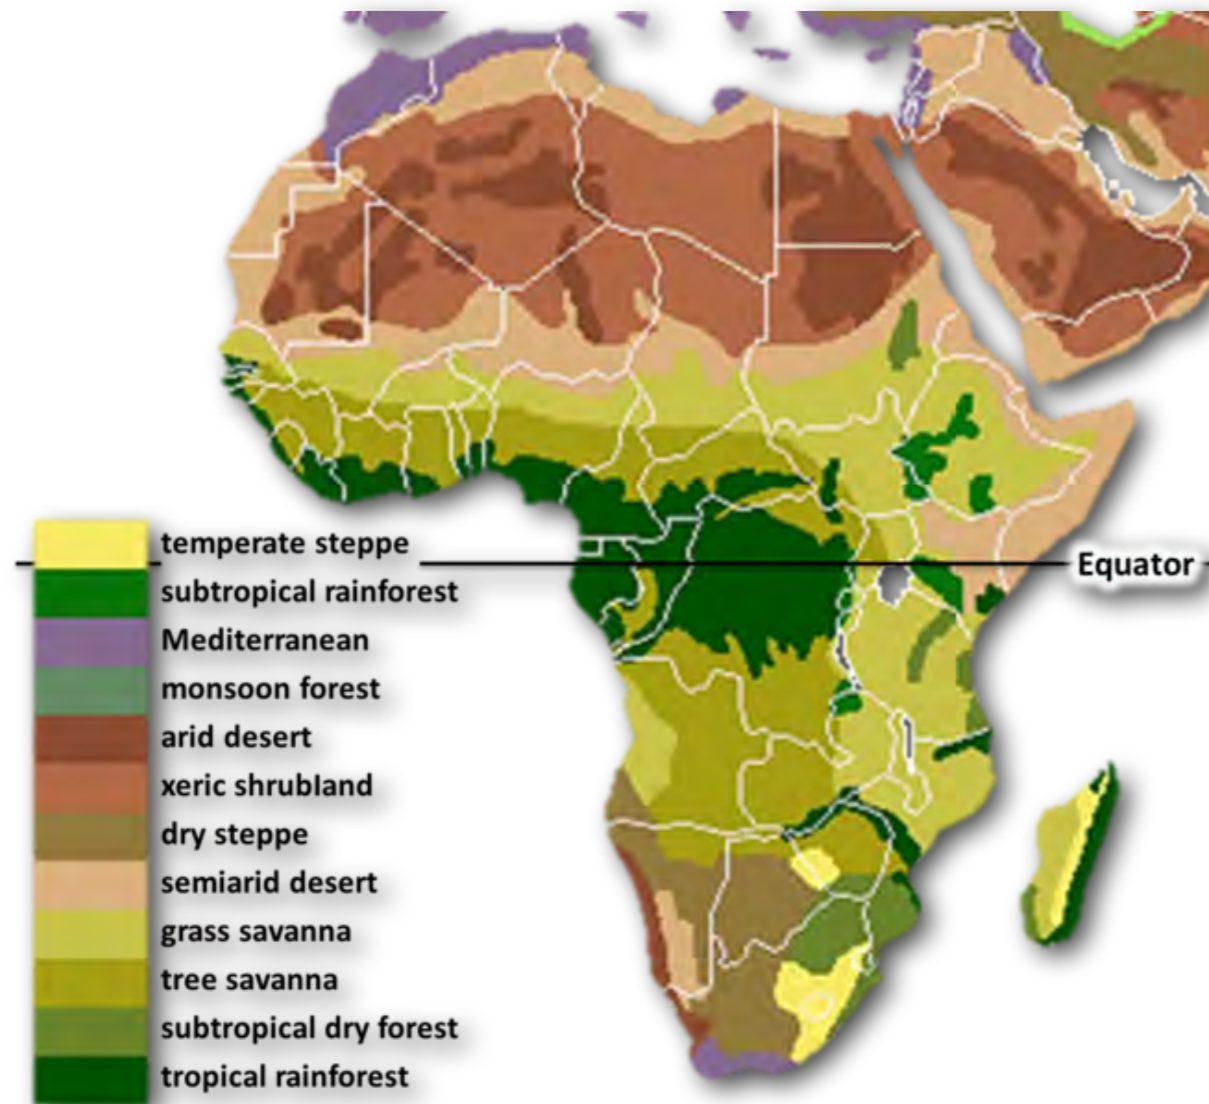 temperate steppe
Equator
subtropical rainforest
Mediterranean
monsoon forest
arid desert
xeric shrubland
dry steppe
semiarid desert
grass savanna
tree savanna
subtropical dry forest
tropical rainforest